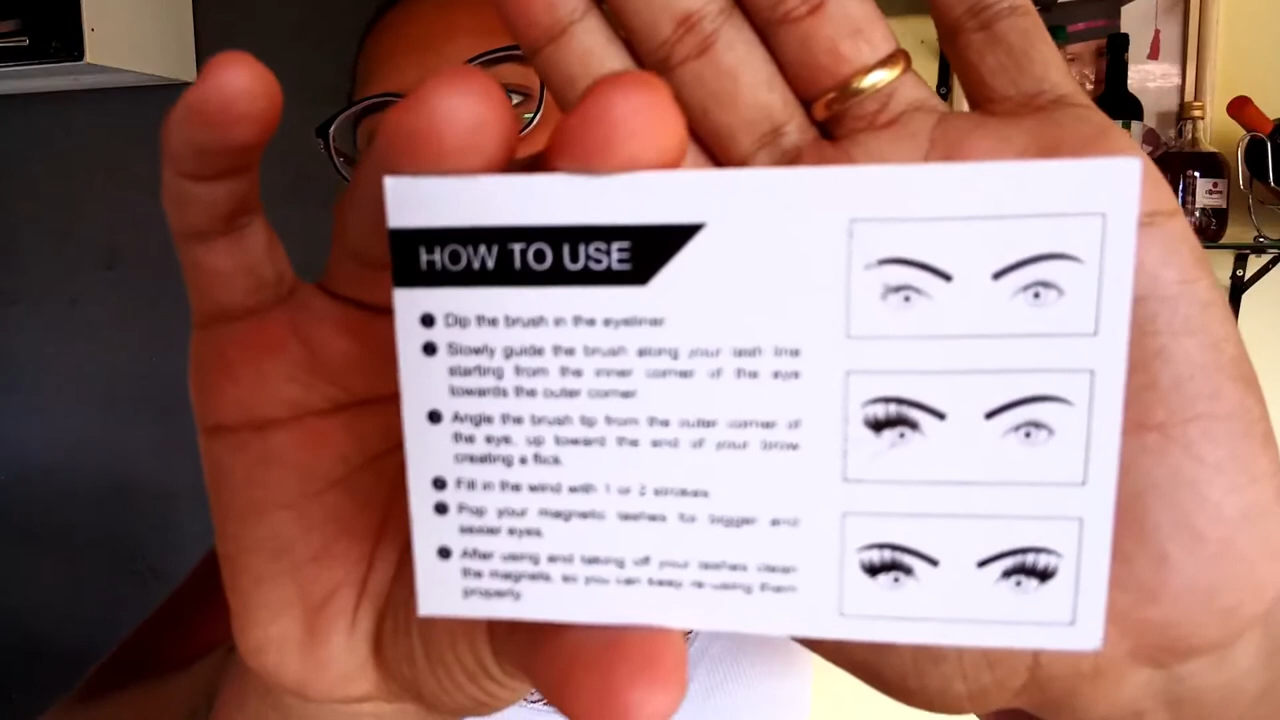 HOW TO USE
Dip the brush in the eyeliner
Slowly guide the brush along your lash line
starting from the inner corner of the eye
towards the outer corner
Angle the brush tip from the outer corner of
the eye, up toward the end of your brow
creating a flick.
Fill in the wind with 1 or 2 strokes.
Pop your magnetic lashes for bigger and
sexier eyes.
After using and taking off your lashes clean
the magnets, so you can keep re-using them
properly.